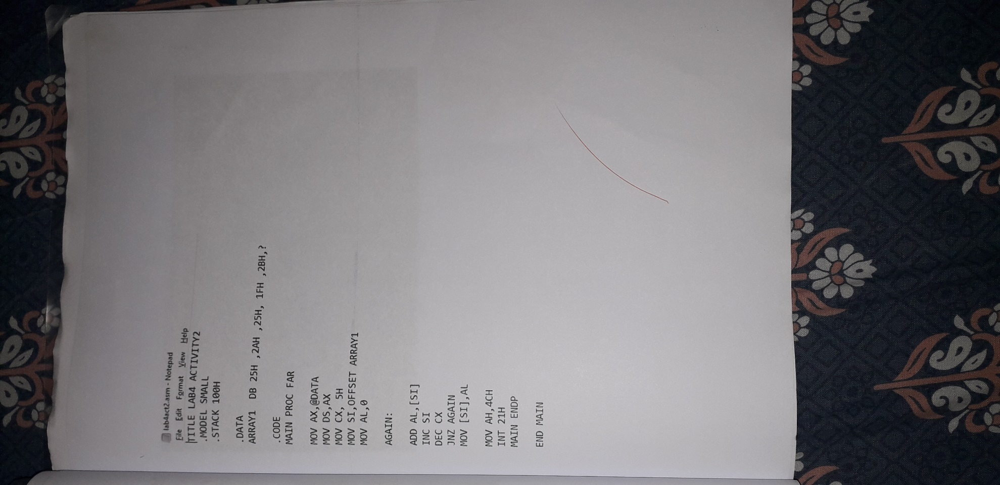 lab4act2.asm - Notepad
File Edit Format View Help
TITLE LAB4 ACTIVITY2
.MODEL SMALL
.STACK 100H
.DATA
ARRAY1 DB 25H ,2AH ,25H, 1FH ,2BH,?
.CODE
MAIN PROC FAR
MOV AX,@DATA
MOV DS,AX
MOV CX, 5H
MOV SI,OFFSET ARRAY1
MOV AL,0
AGAIN:
ADD AL,[SI]
INC SI
DEC CX
JNZ AGAIN
MOV [SI],AL
MOV AH,4CH
INT 21H
MAIN ENDP
END MAIN